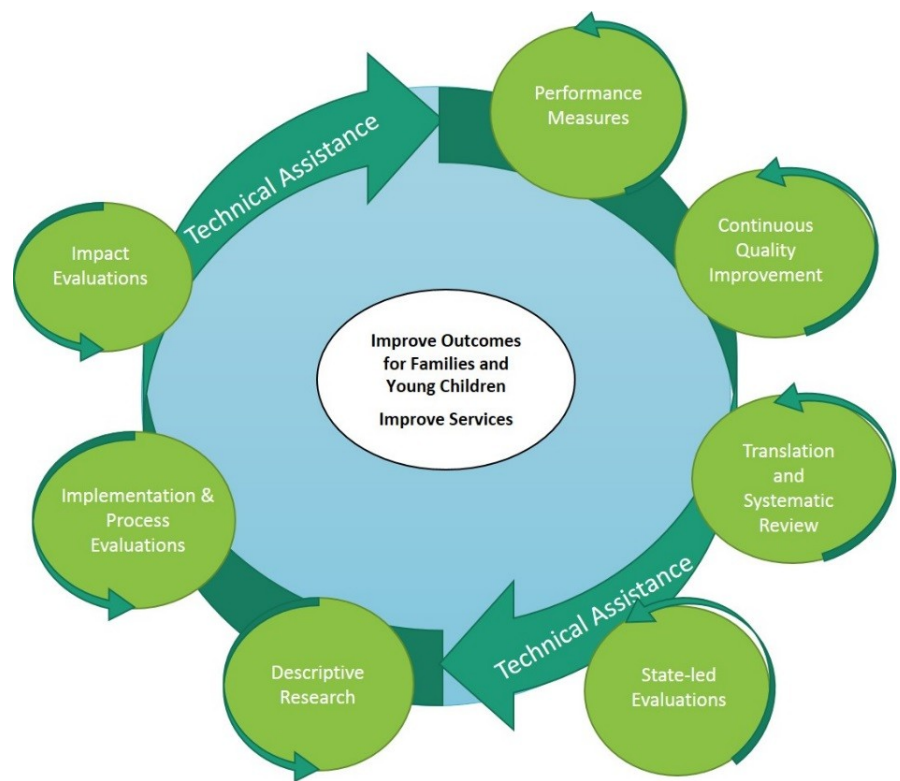 Performance
Measures
Technical Assistance
Continuous
Quality
Improvement
Impact
Evaluations
Improve Outcomes
for Families and
Young Children
Improve Services
Translation
and
Systematic
Review
Implementation &
Process
Evaluations
Technical Assistance
State-led
Evaluations
Descriptive
Research